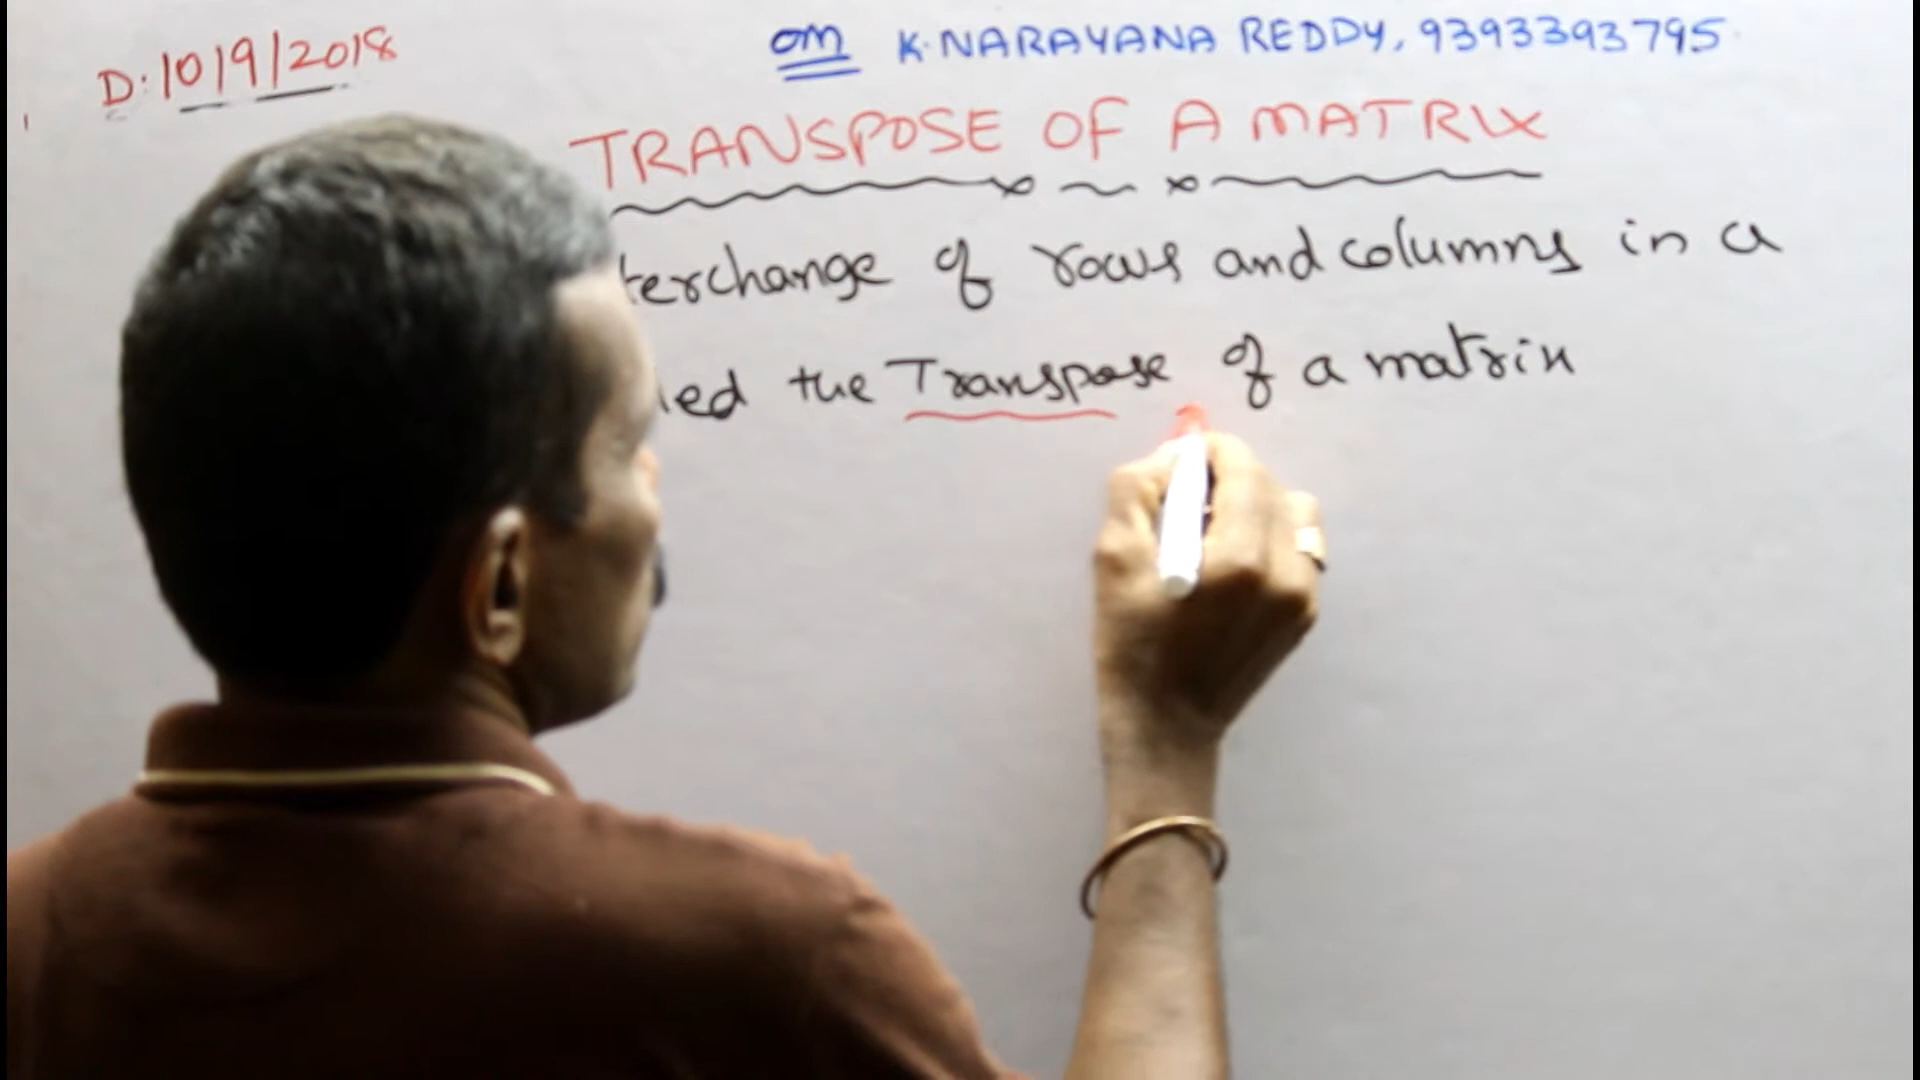 D: 10/9/2018
om K. NARAYANA REDDY, 9393393795
TRANSPOSE OF A MATRIX
terchange of rows and columns in a
led the Transpose of a matrix